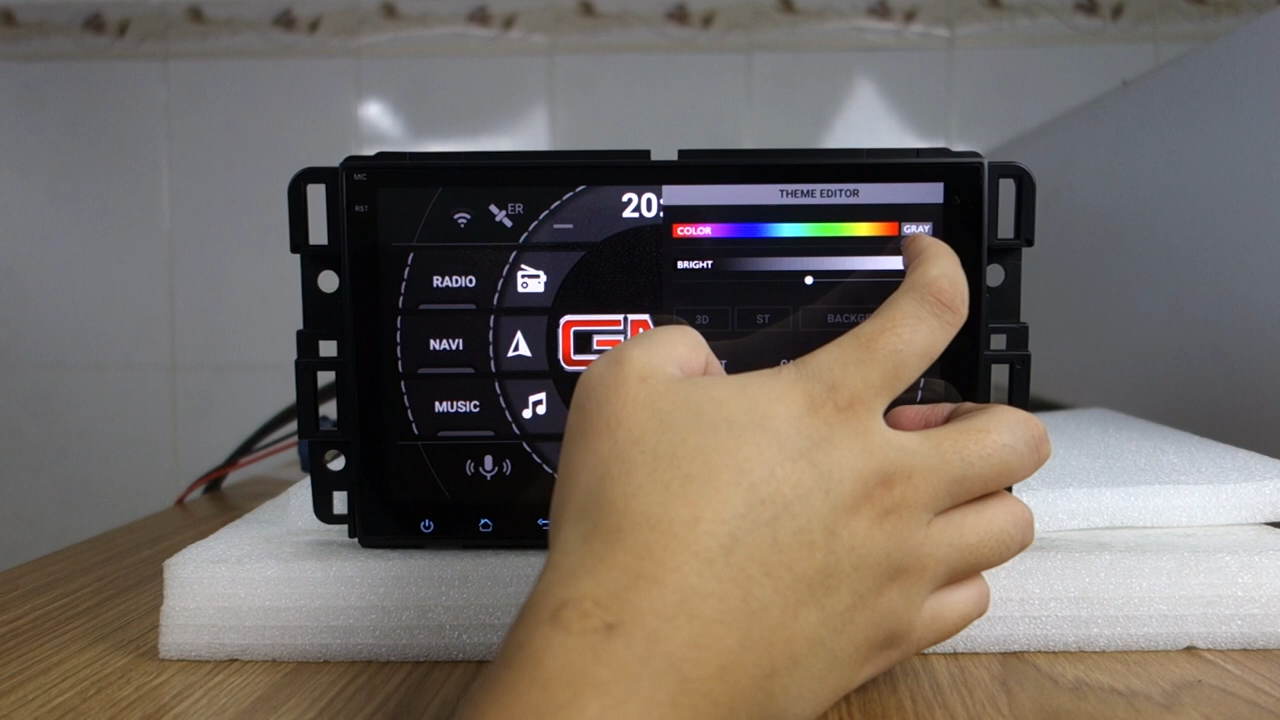 MIC
RST
ER
20:
THEME EDITOR
COLOR
GRAY
BRIGHT
RADIO
3D
ST
NAVI
MUSIC